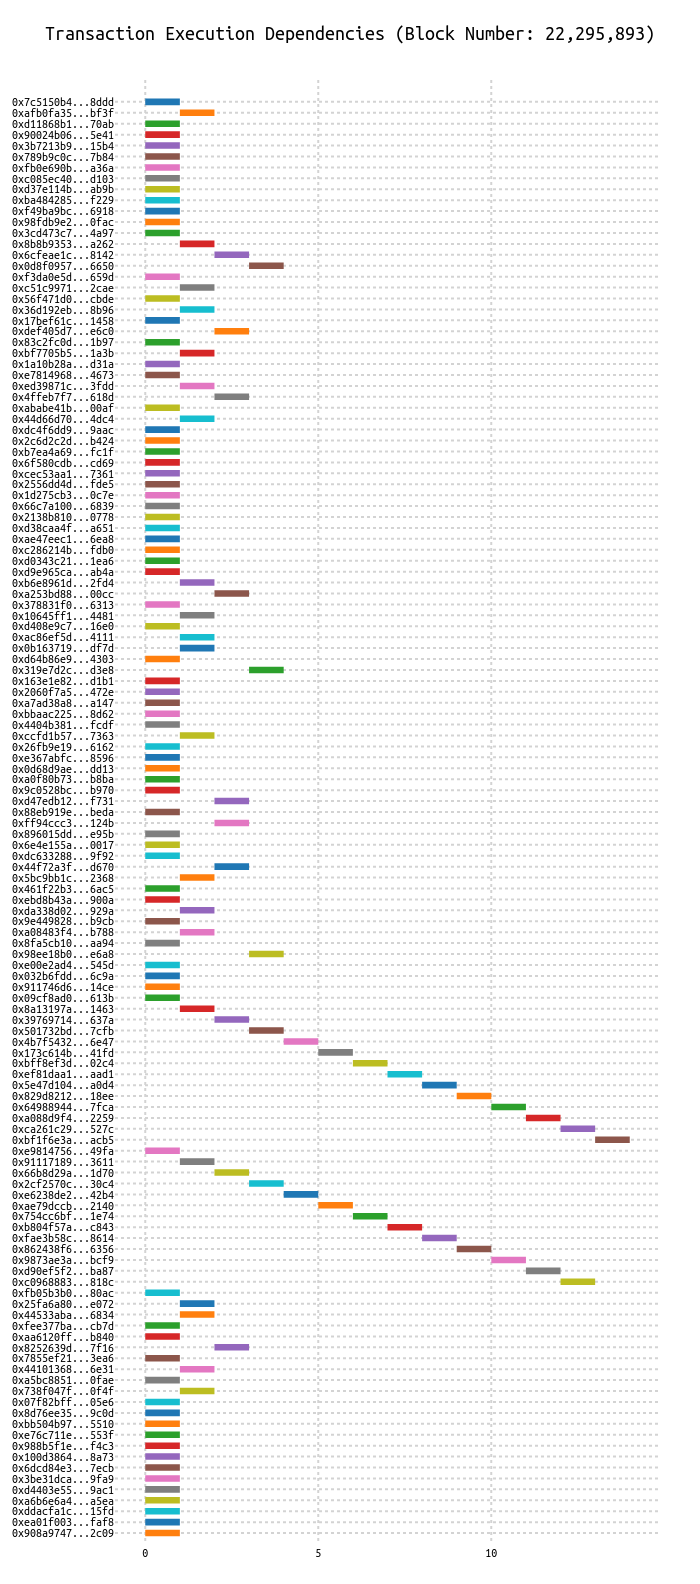 Transaction Execution Dependencies (Block Number: 22,295,893)
0x7c5150b4...8ddd
0xafb0fa35...bf3f
0xd11868b1...70ab
0x90024b06...5e41
0x3b7213b9...15b4
0x789b9c0c...7b84
0xfb0e690b...a36a
0xc085ec40...d103
0xd37e114b...ab9b
0xba484285...f229
0xf49ba9bc...6918
0x98fdb9e2...0fac
0x3cd473c7...4a97
0x8b8b9353...a262
0x6cfeae1c...8142
0x0d8f0957...6650
0xf3da0e5d...659d
0xc51c9971...2cae
0x56f471d0...cbde
0x36d192eb...8b96
0x17bef61c...1458
0xdef405d7...e6c0
0x83c2fc0d...1b97
0xbf7705b5...1a3b
0x1a10b28a...d31a
0xe7814968...4673
0xed39871c...3fdd
0x4ffeb7f7...618d
0xababe41b...00af
0x44d66d70...4dc4
0xdc4f6dd9...9aac
0x2c6d2c2d...b424
0xb7ea4a69...fc1f
0x6f580cdb...cd69
0xcec53aa1...7361
0x2556dd4d...fde5
0x1d275cb3...0c7e
0x66c7a100...6839
0x2138b810...0778
0xd38caa4f...a651
0xae47eec1...6ea8
0xc286214b...fdb0
0xd0343c21...1ea6
0xd9e965ca...ab4a
0xb6e8961d...2fd4
0xa253bd88...00cc
0x378831f0...6313
0x10645ff1...4481
0xd408e9c7...16e0
0xac86ef5d...4111
0x0b163719...df7d
0xd64b86e9...4303
0x319e7d2c...d3e8
0x163e1e82...d1b1
0x2060f7a5...472e
0xa7ad38a8...a147
0xbbaac225...8d62
0x4404b381...fcdf
0xccfd1b57...7363
0x26fb9e19...6162
0xe367abfc...8596
0x0d68d9ae...dd13
0xa0f80b73...b8ba
0x9c0528bc...b970
0xd47edb12...f731
0x88eb919e...beda
0xff94ccc3...124b
0x896015dd...e95b
0x6e4e155a...0017
0xdc633288...9f92
0x44f72a3f...d670
0x5bc9bb1c...2368
0x461f22b3...6ac5
0xebd8b43a...900a
0xda338d02...929a
0x9e449828...b9cb
0xa08483f4...b788
0x8fa5cb10...aa94
0x98ee18b0...e6a8
0xe00e2ad4...545d
0x032b6fdd...6c9a
0x911746d6...14ce
0x09cf8ad0...613b
0x8a13197a...1463
0x39769714...637a
0x501732bd...7cfb
0x4b7f5432...6e47
0x173c614b...41fd
0xbff8ef3d...02c4
0xef81daa1...aad1
0x5e47d104...a0d4
0x829d8212...18ee
0x64988944...7fca
0xa088d9f4...2259
0xca261c29...527c
0xbf1f6e3a...acb5
0xe9814756...49fa
0x91117189...3611
0x66b8d29a...1d70
0x2cf2570c...30c4
0xe6238de2...42b4
0xae79dccb...2140
0x754cc6bf...1e74
0xb804f57a...c843
0xfae3b58c...8614
0x862438f6...6356
0x9873ae3a...bcf9
0xd90ef5f2...ba87
0xc0968883...818c
0xfb05b3b0...80ac
0x25fa6a80...e072
0x44533aba...6834
0xfee377ba...cb7d
0xaa6120ff...b840
0x8252639d...7f16
0x7855ef21...3ea6
0x44101368...6e31
0xa5bc8851...0fae
0x738f047f...0f4f
0x07f82bff...05e6
0x8d76ee35...9c0d
0xbb504b97...5510
0xe76c711e...553f
0x988b5f1e...f4c3
0x100d3864...8a73
0x6dcd84e3...7ecb
0x3be31dca...9fa9
0xd4403e55...9ac1
0xa6b6e6a4...a5ea
0xddacfa1c...15fd
0xea01f003...faf8
0x908a9747...2c09
0 5 10